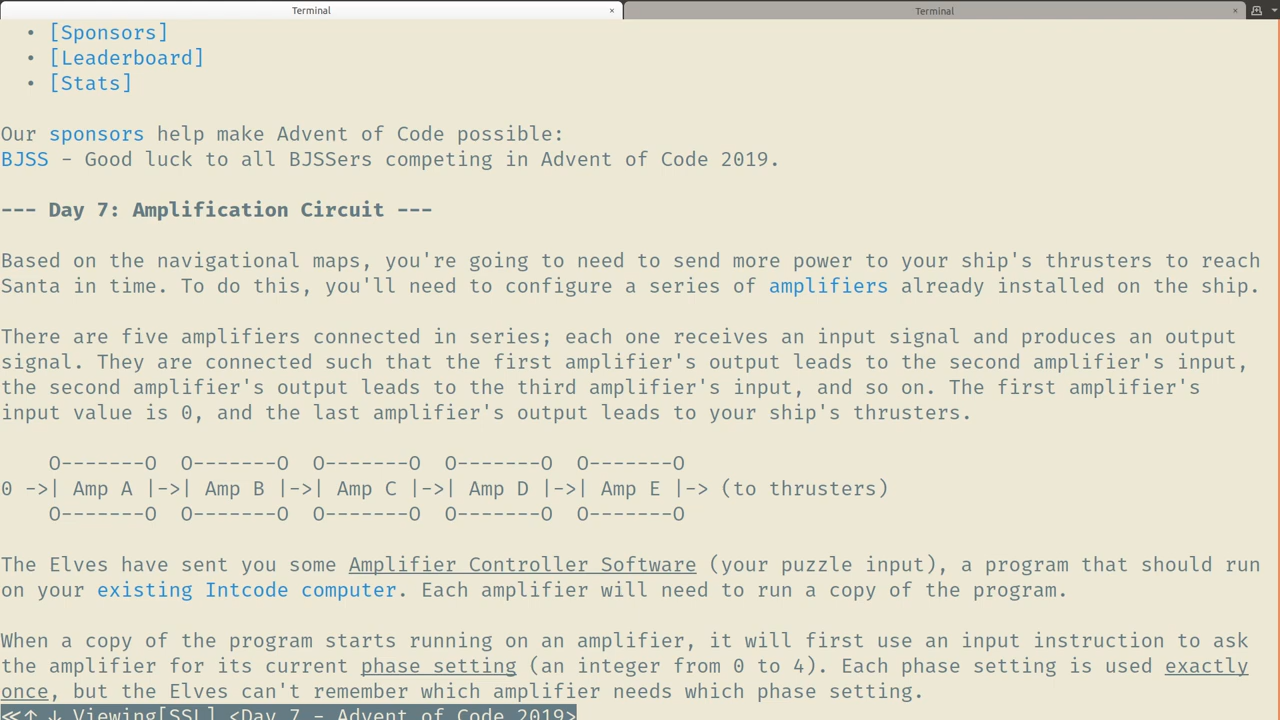 Terminal × Terminal ×
• [Sponsors]
• [Leaderboard]
• [Stats]
Our sponsors help make Advent of Code possible:
BJSS - Good luck to all BJSSers competing in Advent of Code 2019.
--- Day 7: Amplification Circuit ---
Based on the navigational maps, you're going to need to send more power to your ship's thrusters to reach
Santa in time. To do this, you'll need to configure a series of amplifiers already installed on the ship.
There are five amplifiers connected in series; each one receives an input signal and produces an output
signal. They are connected such that the first amplifier's output leads to the second amplifier's input,
the second amplifier's output leads to the third amplifier's input, and so on. The first amplifier's
input value is 0, and the last amplifier's output leads to your ship's thrusters.
    O-------O  O-------O  O-------O  O-------O  O-------O
0 ->| Amp A |->| Amp B |->| Amp C |->| Amp D |->| Amp E |-> (to thrusters)
    O-------O  O-------O  O-------O  O-------O  O-------O
The Elves have sent you some Amplifier Controller Software (your puzzle input), a program that should run
on your existing Intcode computer. Each amplifier will need to run a copy of the program.
When a copy of the program starts running on an amplifier, it will first use an input instruction to ask
the amplifier for its current phase setting (an integer from 0 to 4). Each phase setting is used exactly
once, but the Elves can't remember which amplifier needs which phase setting.
≪↑ ↓ Viewing[SSL] <Day 7 - Advent of Code 2019>